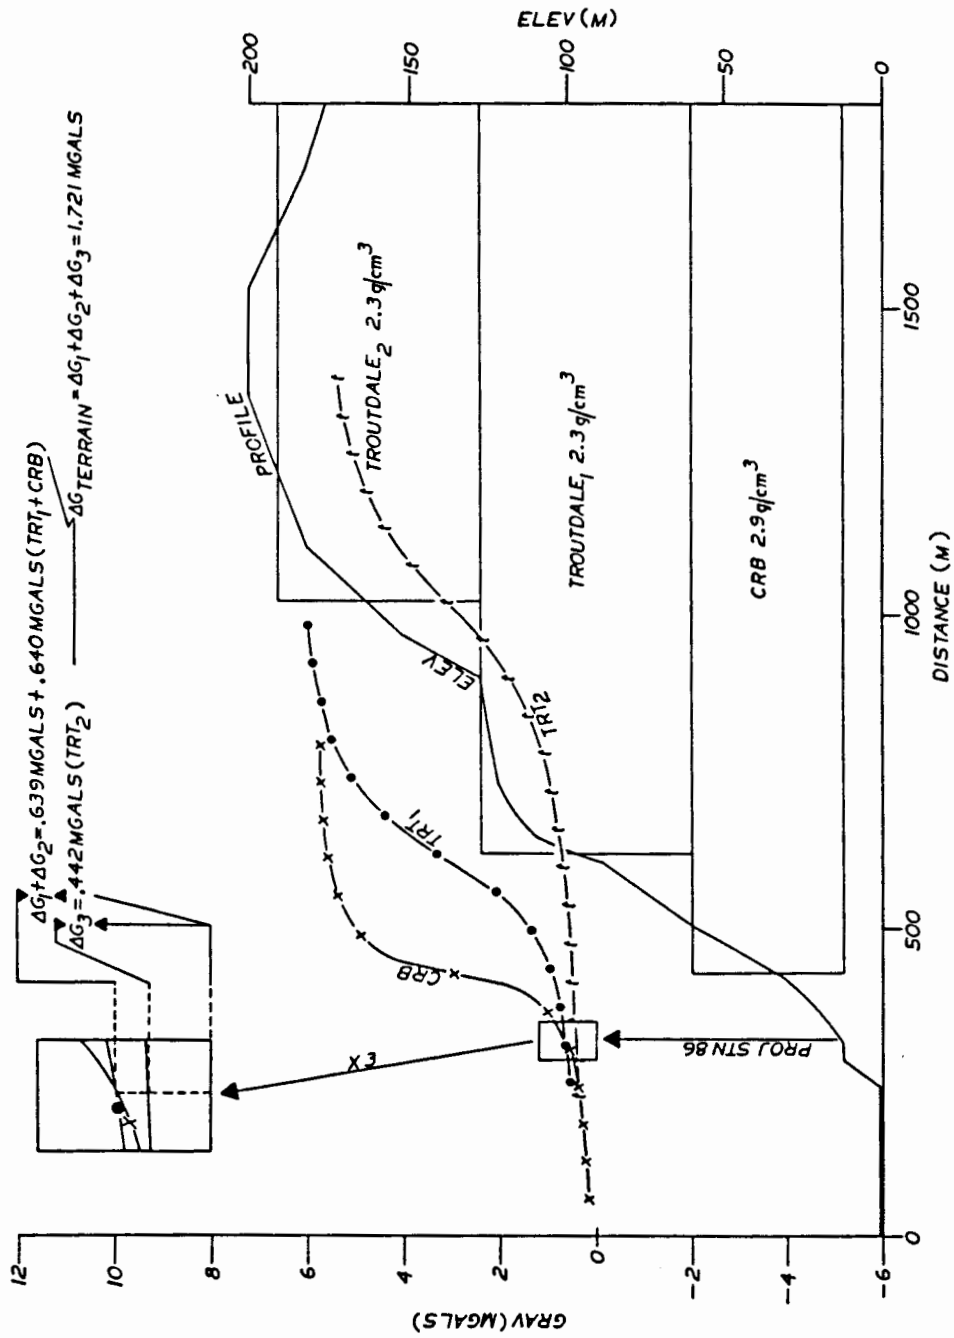 ΔG₁+ΔG₂=.639 MGALS+.640 MGALS (TRT₁+CRB)
ΔG₃=.442 MGALS (TRT₂)
ΔG TERRAIN=ΔG₁+ΔG₂+ΔG₃=1.721 MGALS
X3
PROJ STN 86
CRB
TRT₁
TRT2
ELEV
PROFILE
TROUTDALE₂ 2.3 g/cm³
TROUTDALE₁ 2.3 g/cm³
CRB 2.9 g/cm³
GRAV (MGALS)
12
10
8
6
4
2
0
-2
-4
-6
ELEV (M)
200
150
100
50
0
0
500
1000
1500
DISTANCE (M)